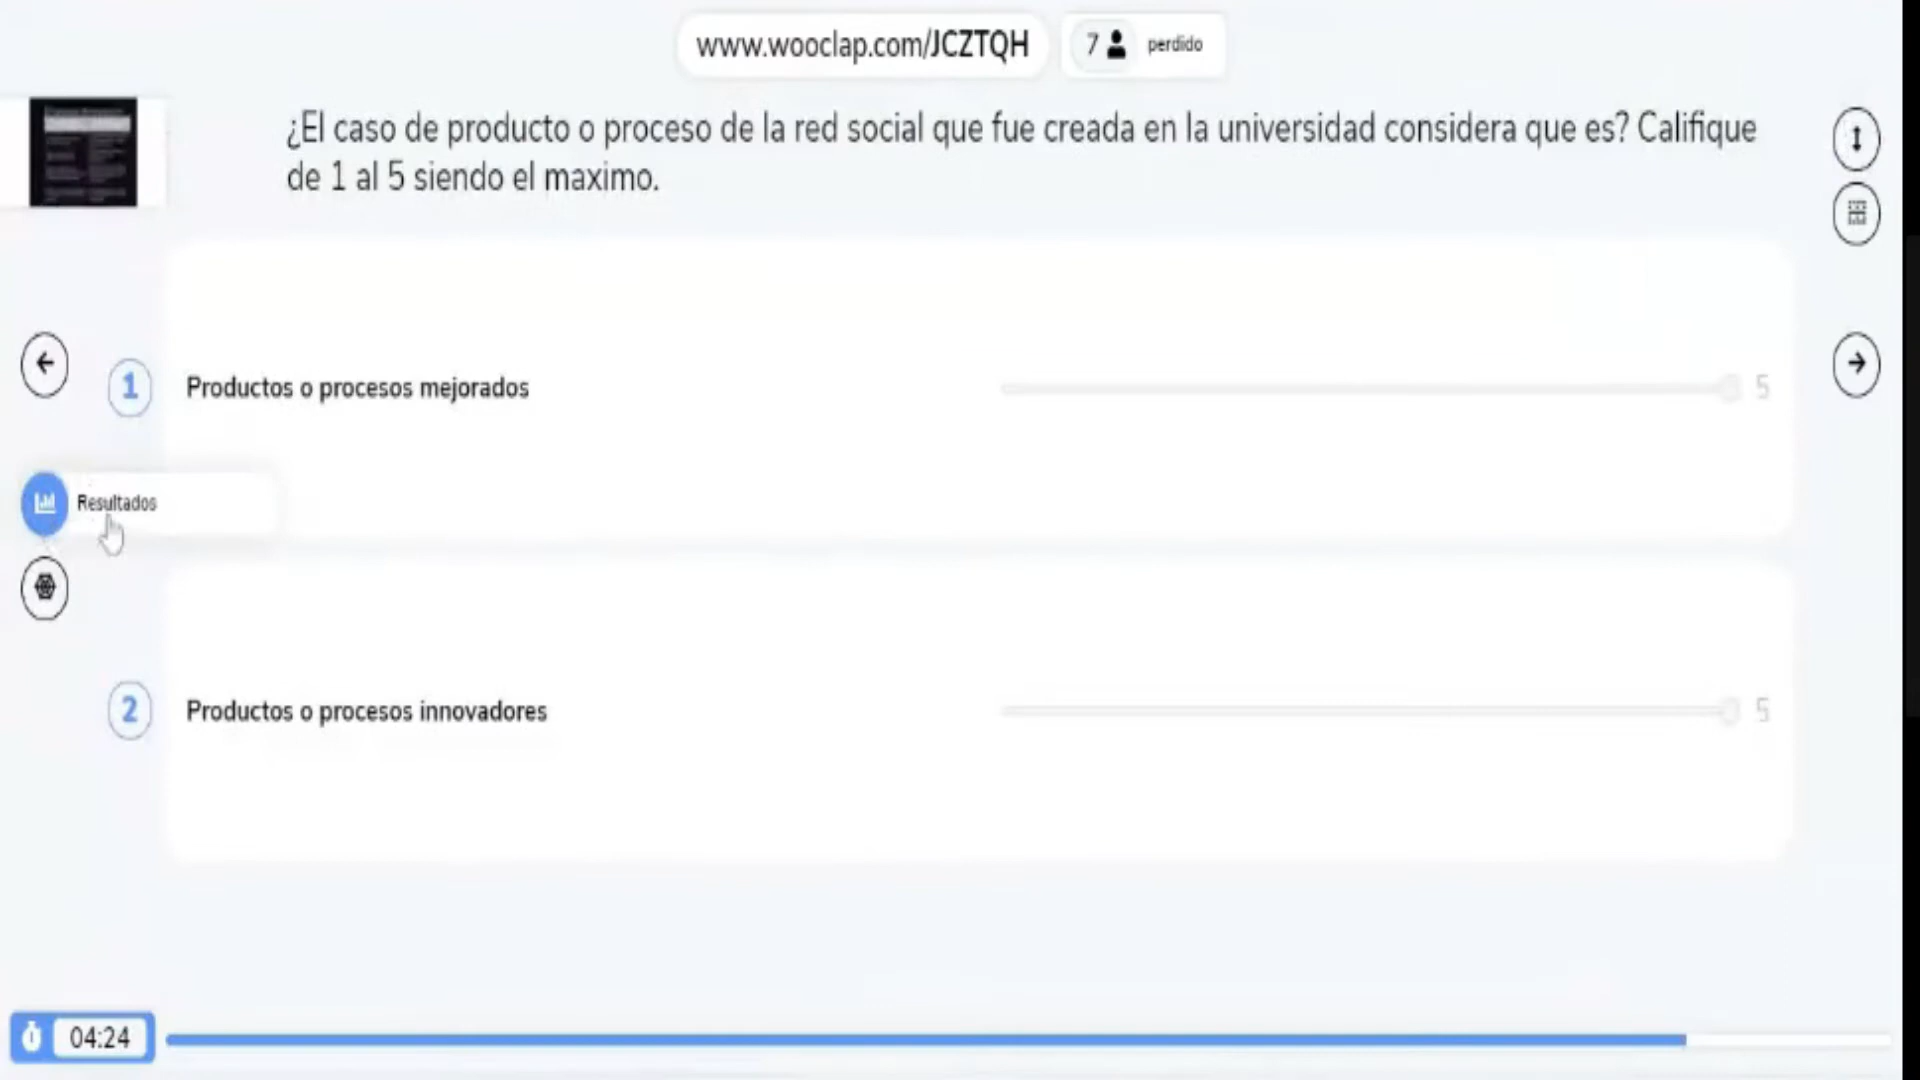 www.wooclap.com/JCZTQH
7 perdido
¿El caso de producto o proceso de la red social que fue creada en la universidad considera que es? Califique
de 1 al 5 siendo el maximo.
1 Productos o procesos mejorados 5
Resultados
2 Productos o procesos innovadores 5
04:24